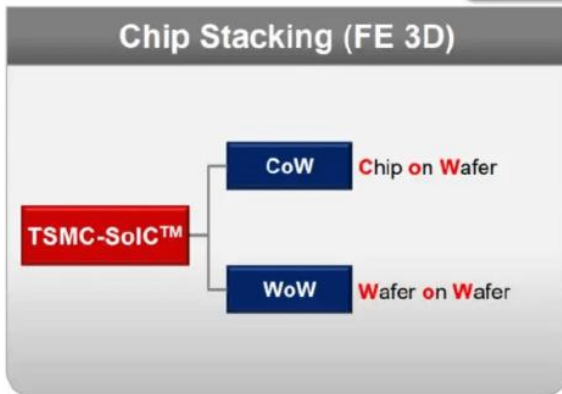 Chip Stacking (FE 3D)
CoW Chip on Wafer
TSMC-SoIC™
WoW Wafer on Wafer